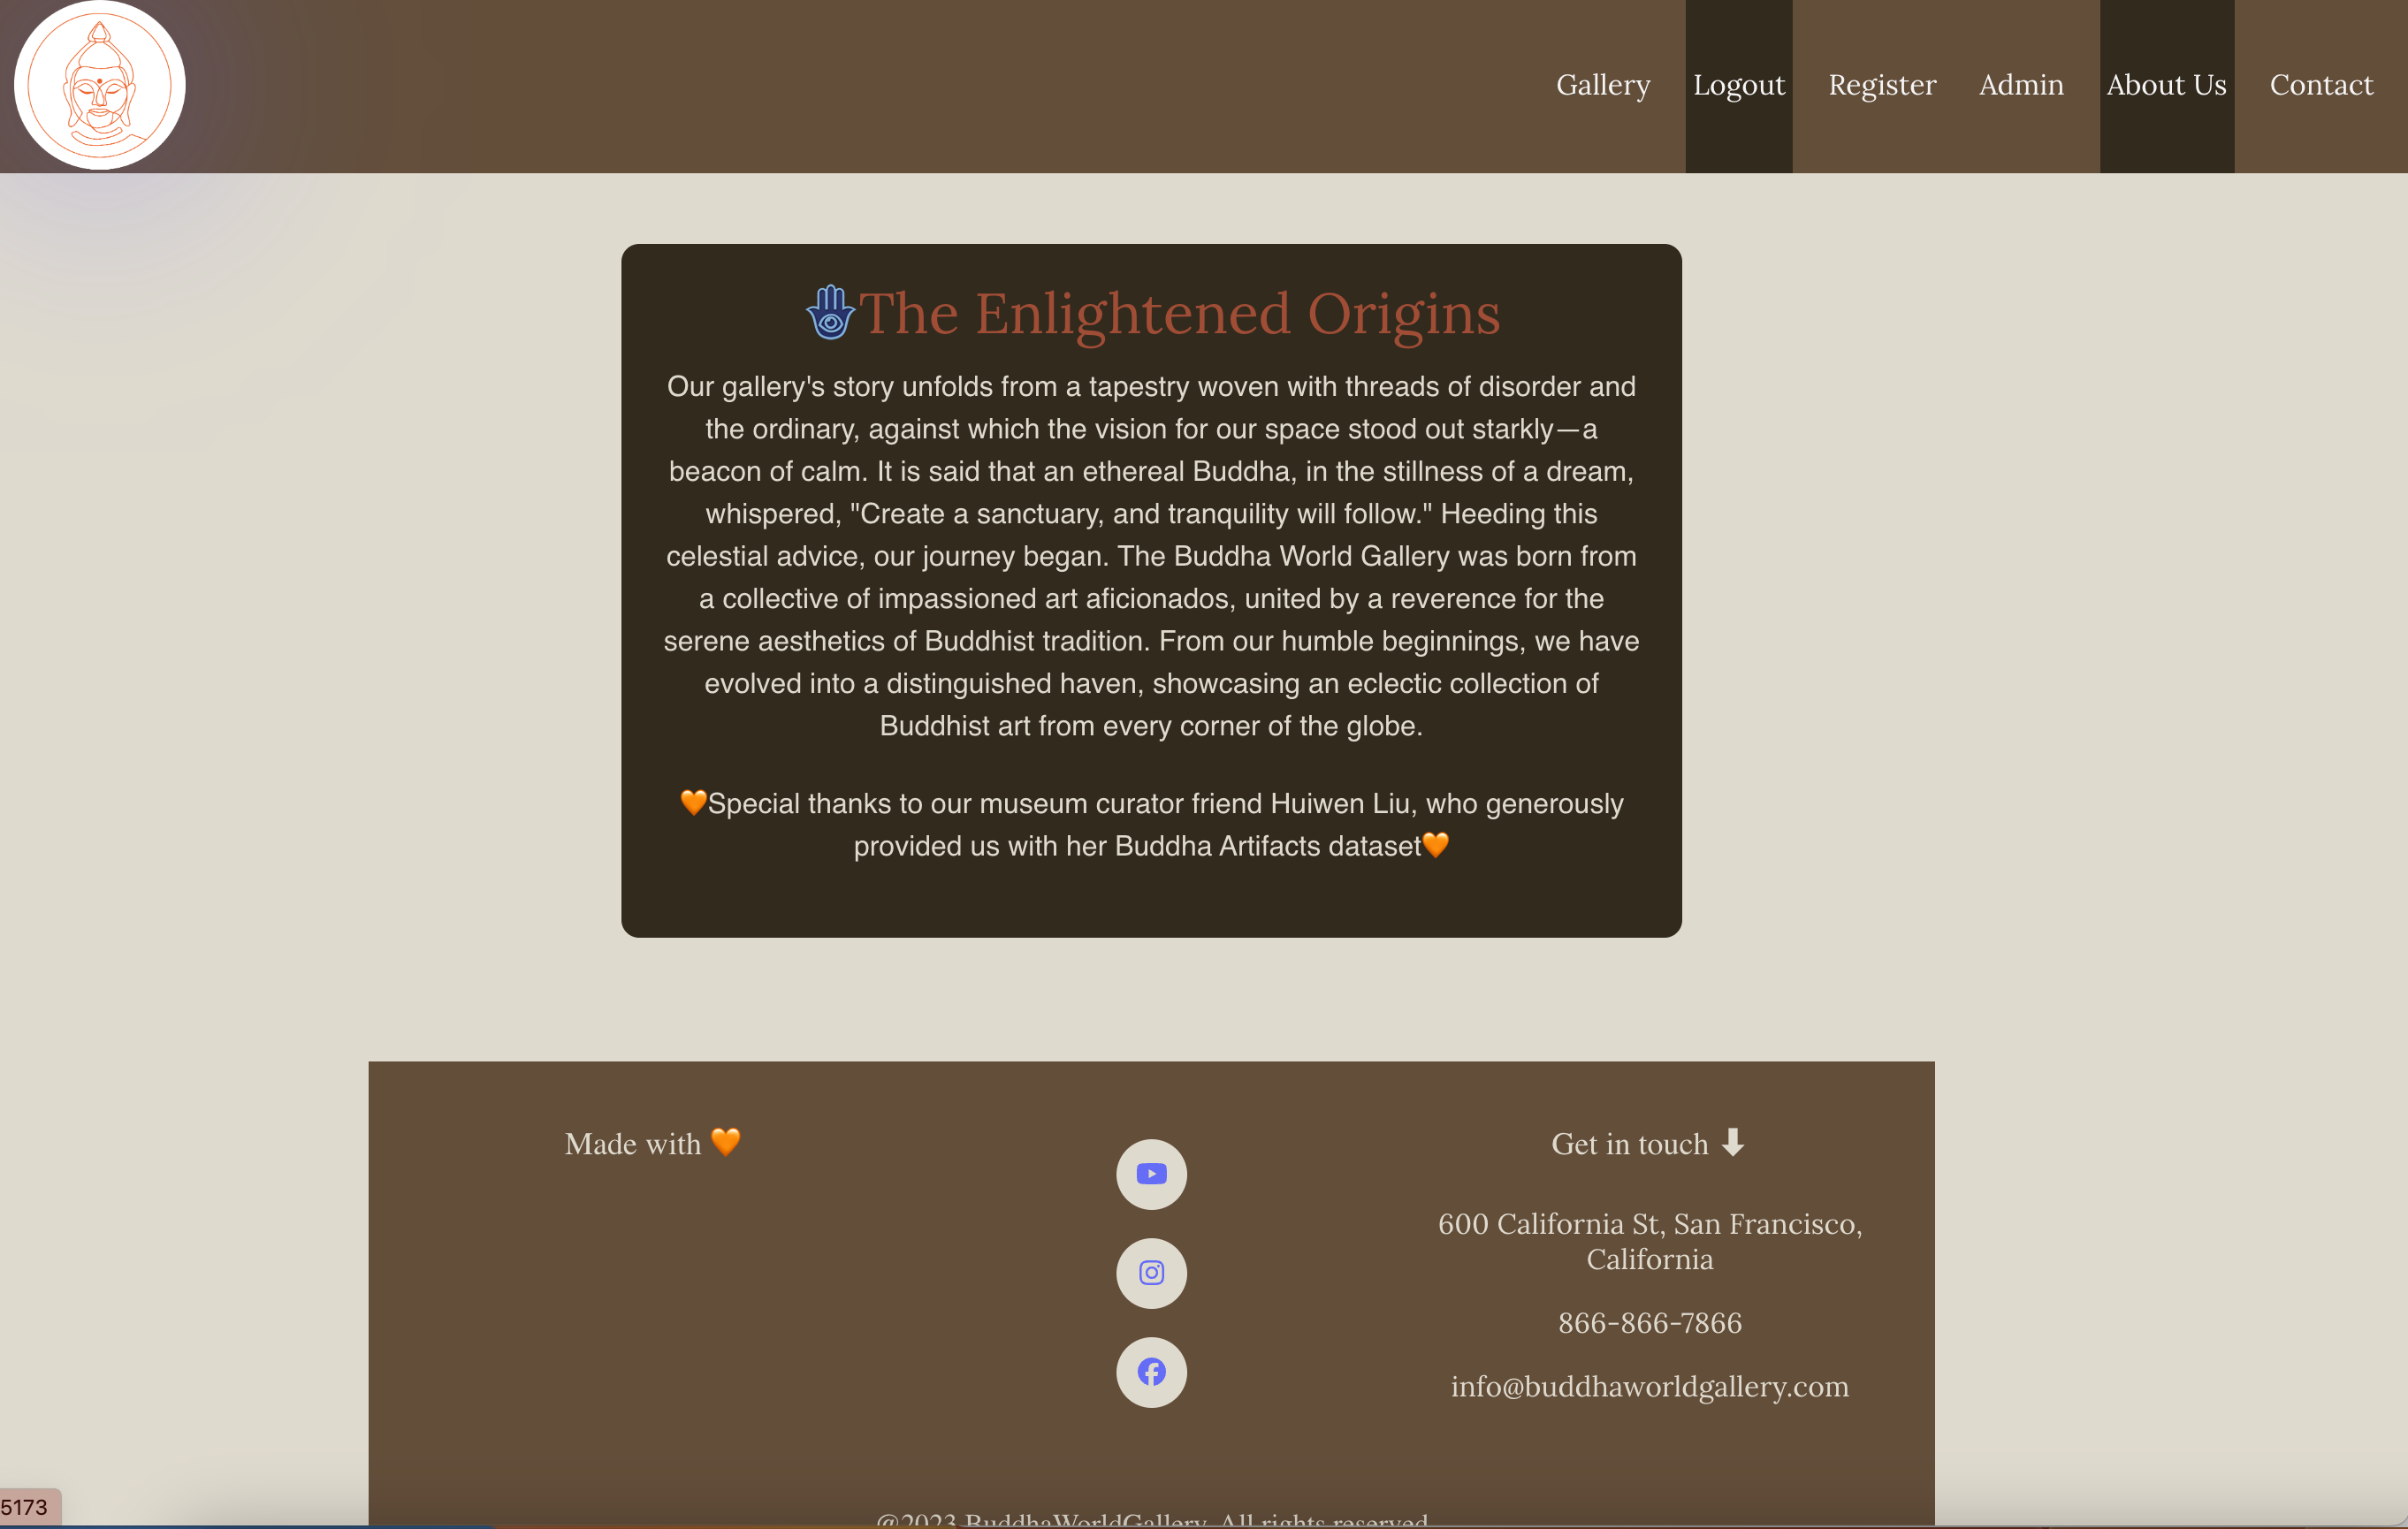 Gallery Logout Register Admin About Us Contact
🪬The Enlightened Origins
Our gallery's story unfolds from a tapestry woven with threads of disorder and
the ordinary, against which the vision for our space stood out starkly—a
beacon of calm. It is said that an ethereal Buddha, in the stillness of a dream,
whispered, "Create a sanctuary, and tranquility will follow." Heeding this
celestial advice, our journey began. The Buddha World Gallery was born from
a collective of impassioned art aficionados, united by a reverence for the
serene aesthetics of Buddhist tradition. From our humble beginnings, we have
evolved into a distinguished haven, showcasing an eclectic collection of
Buddhist art from every corner of the globe.
🧡Special thanks to our museum curator friend Huiwen Liu, who generously
provided us with her Buddha Artifacts dataset🧡
Made with 🧡
Get in touch ⬇
600 California St, San Francisco,
California
866-866-7866
info@buddhaworldgallery.com
@2023 BuddhaWorldGallery. All rights reserved
5173